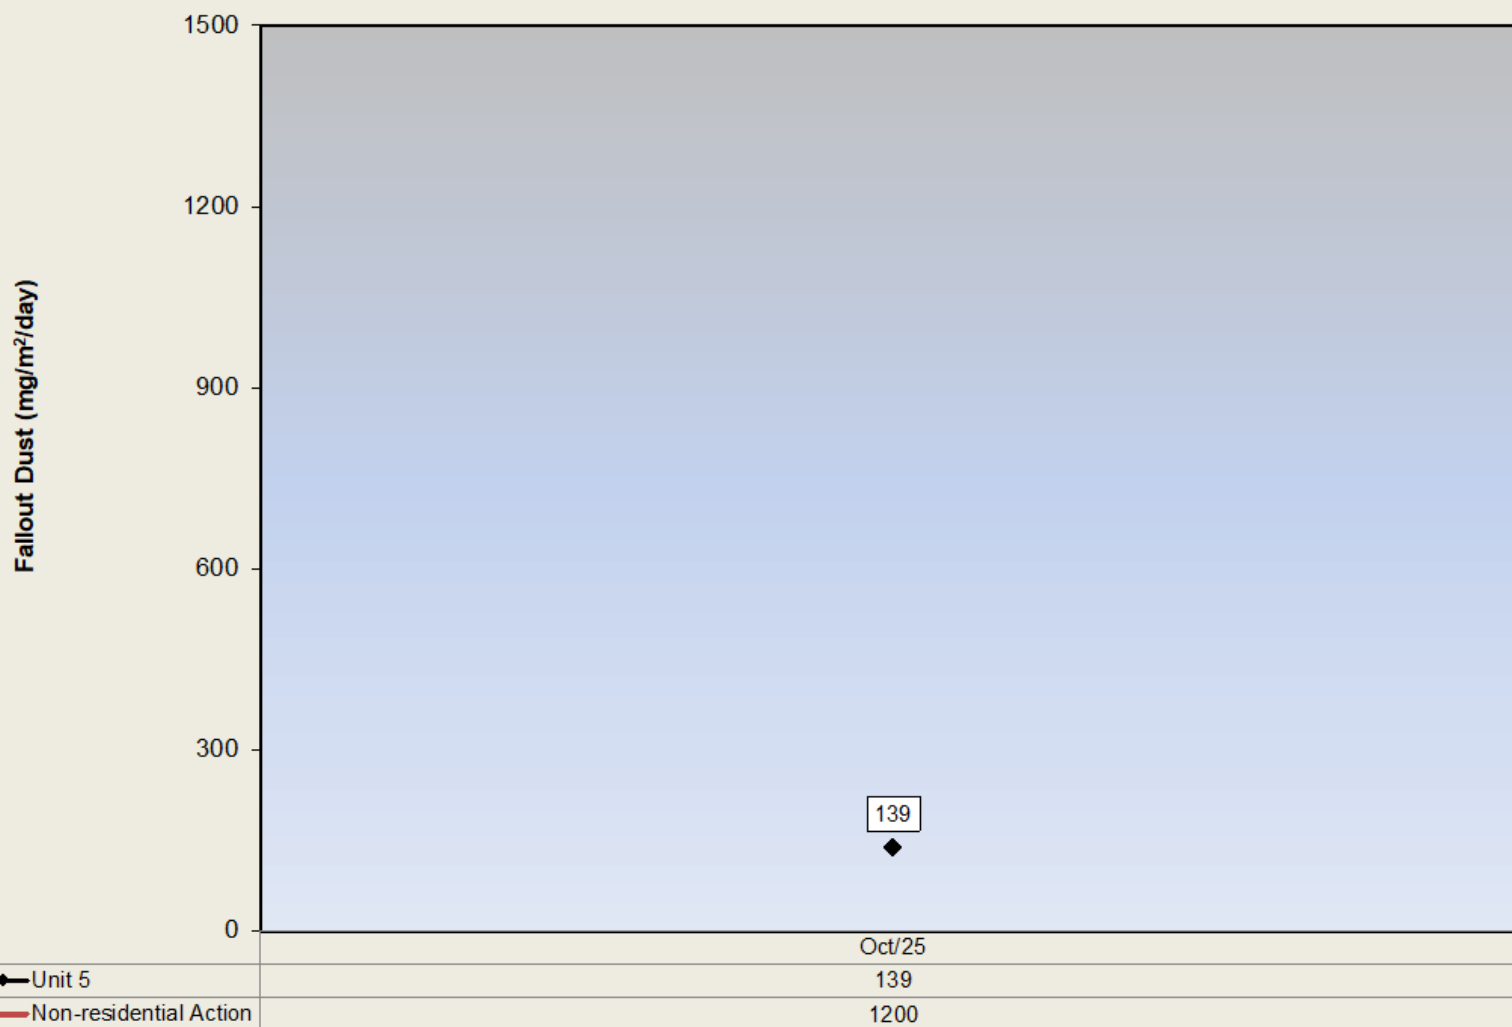 1500
1200
Fallout Dust (mg/m²/day)
900
600
300
139
0
Oct/25
Unit 5 139
Non-residential Action 1200